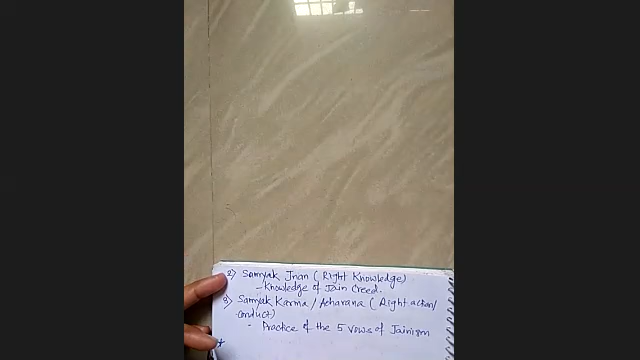 2) Samyak Jnan (Right Knowledge)
- Knowledge of Jain Creed.
3) Samyak Karma / Acharana (Right action/
conduct)
- Practice of the 5 vows of Jainism